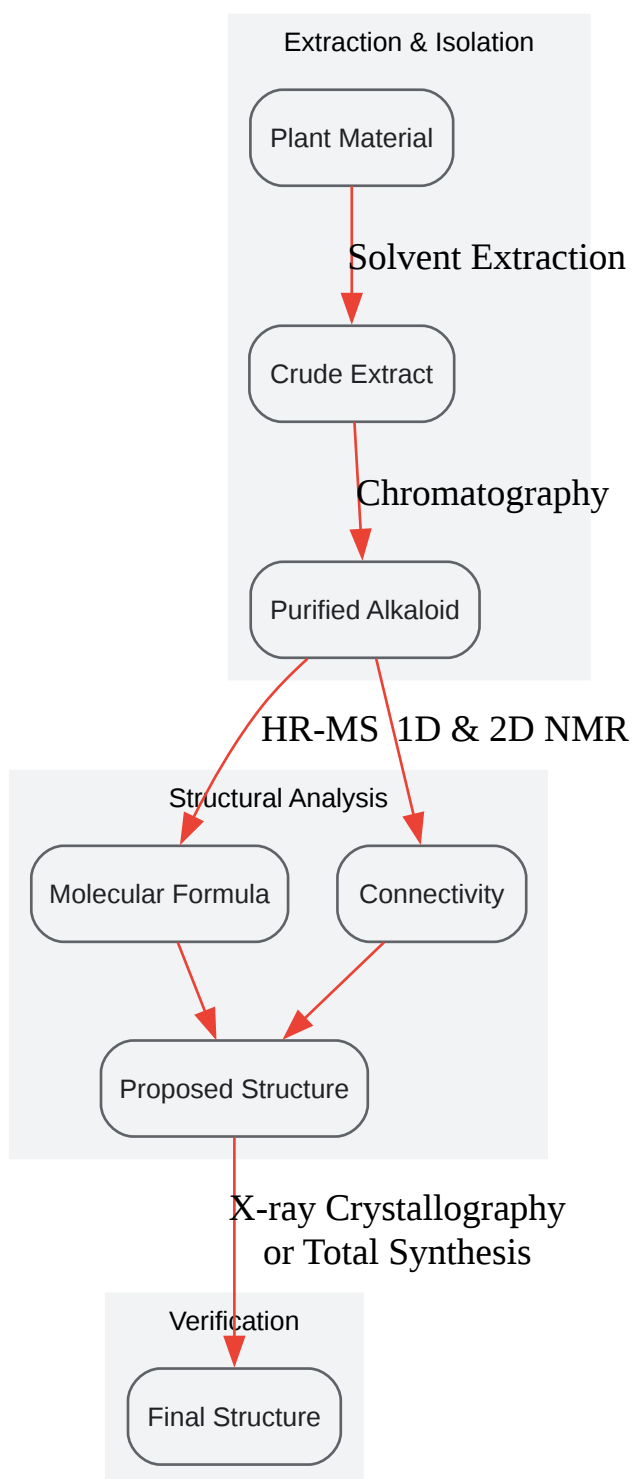 Extraction & Isolation
Plant Material
Solvent Extraction
Crude Extract
Chromatography
Purified Alkaloid
HR-MS
1D & 2D NMR
Structural Analysis
Molecular Formula
Connectivity
Proposed Structure
X-ray Crystallography
or Total Synthesis
Verification
Final Structure